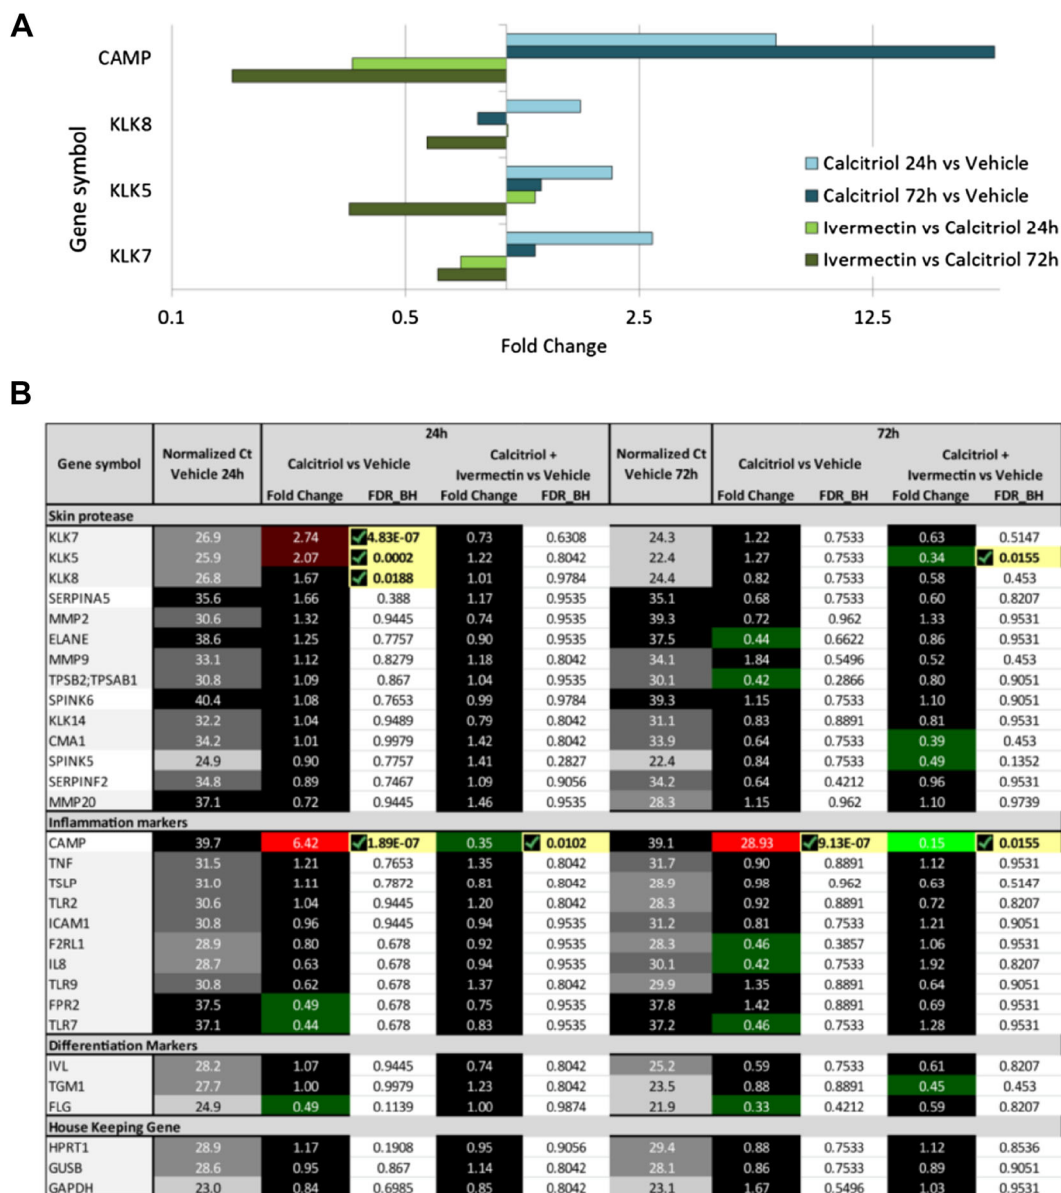 A
CAMP
KLK8
KLK5
KLK7
Gene symbol
Calcitriol 24h vs Vehicle
Calcitriol 72h vs Vehicle
Ivermectin vs Calcitriol 24h
Ivermectin vs Calcitriol 72h
0.1 0.5 2.5 12.5
Fold Change
B
24h 72h
Gene symbol Normalized Ct Vehicle 24h Calcitriol vs Vehicle Calcitriol + Ivermectin vs Vehicle Normalized Ct Vehicle 72h Calcitriol vs Vehicle Calcitriol + Ivermectin vs Vehicle
Fold Change FDR_BH Fold Change FDR_BH Fold Change FDR_BH Fold Change FDR_BH
Skin protease
KLK7 26.9 2.74 4.83E-07 0.73 0.6308 24.3 1.22 0.7533 0.63 0.5147
KLK5 25.9 2.07 0.0002 1.22 0.8042 22.4 1.27 0.7533 0.34 0.0155
KLK8 26.8 1.67 0.0188 1.01 0.9784 24.4 0.82 0.7533 0.58 0.453
SERPINA5 35.6 1.66 0.388 1.17 0.9535 35.1 0.68 0.7533 0.60 0.8207
MMP2 30.6 1.32 0.9445 0.74 0.9535 39.3 0.72 0.962 1.33 0.9531
ELANE 38.6 1.25 0.7757 0.90 0.9535 37.5 0.44 0.6622 0.86 0.9531
MMP9 33.1 1.12 0.8279 1.18 0.8042 34.1 1.84 0.5496 0.52 0.453
TPSB2;TPSAB1 30.8 1.09 0.867 1.04 0.9535 30.1 0.42 0.2866 0.80 0.9051
SPINK6 40.4 1.08 0.7653 0.99 0.9784 39.3 1.15 0.7533 1.10 0.9051
KLK14 32.2 1.04 0.9489 0.79 0.8042 31.1 0.83 0.8891 0.81 0.9531
CMA1 34.2 1.01 0.9979 1.42 0.8042 33.9 0.64 0.7533 0.39 0.453
SPINK5 24.9 0.90 0.7757 1.41 0.2827 22.4 0.84 0.7533 0.49 0.1352
SERPINF2 34.8 0.89 0.7467 1.09 0.9056 34.2 0.64 0.4212 0.96 0.9531
MMP20 37.1 0.72 0.9445 1.46 0.9535 28.3 1.15 0.962 1.10 0.9739
Inflammation markers
CAMP 39.7 6.42 1.89E-07 0.35 0.0102 39.1 28.93 9.13E-07 0.15 0.0155
TNF 31.5 1.21 0.7653 1.35 0.8042 31.7 0.90 0.8891 1.12 0.9531
TSLP 31.0 1.11 0.7872 0.81 0.8042 28.9 0.98 0.962 0.63 0.5147
TLR2 30.6 1.04 0.9445 1.20 0.8042 28.3 0.92 0.8891 0.72 0.8207
ICAM1 30.8 0.96 0.9445 0.94 0.9535 31.2 0.81 0.7533 1.21 0.9051
F2RL1 28.9 0.80 0.678 0.92 0.9535 28.3 0.46 0.3857 1.06 0.9531
IL8 28.7 0.63 0.678 0.94 0.9535 30.1 0.42 0.7533 1.92 0.8207
TLR9 30.8 0.62 0.678 1.37 0.8042 29.9 1.35 0.8891 0.64 0.9051
FPR2 37.5 0.49 0.678 0.75 0.9535 37.8 1.42 0.8891 0.69 0.9531
TLR7 37.1 0.44 0.678 0.83 0.9535 37.2 0.46 0.7533 1.28 0.9531
Differentiation Markers
IVL 28.2 1.07 0.9445 0.74 0.8042 25.2 0.59 0.7533 0.61 0.8207
TGM1 27.7 1.00 0.9979 1.23 0.8042 23.5 0.88 0.8891 0.45 0.453
FLG 24.9 0.49 0.1139 1.00 0.9874 21.9 0.33 0.4212 0.59 0.8207
House Keeping Gene
HPRT1 28.9 1.17 0.1908 0.95 0.9056 29.4 0.88 0.7533 1.12 0.8536
GUSB 28.6 0.95 0.867 1.14 0.8042 28.1 0.86 0.7533 0.89 0.9051
GAPDH 23.0 0.84 0.6985 0.85 0.8042 23.1 1.67 0.5496 1.03 0.9531